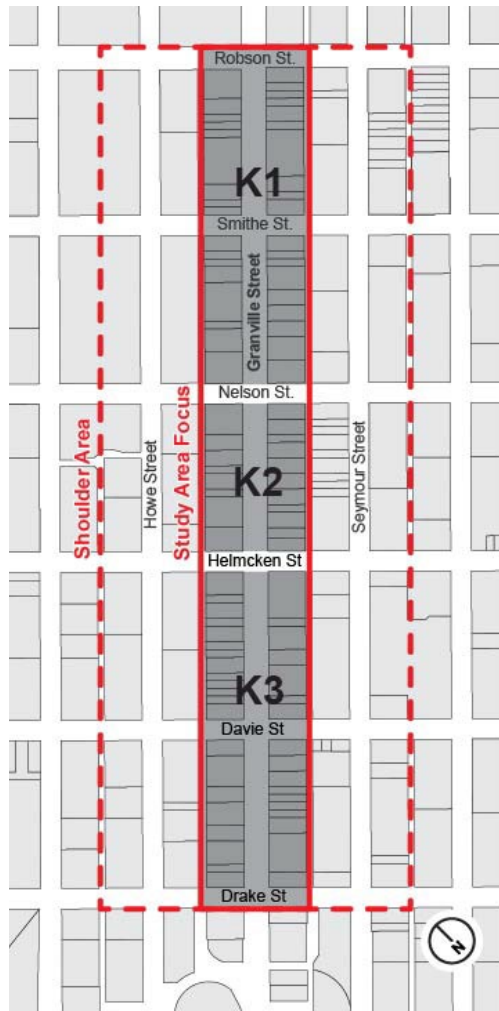 Robson St.
K1
Smithe St.
Granville Street
Nelson St.
Shoulder Area
Howe Street
Study Area Focus
K2
Seymour Street
Helmcken St
K3
Davie St
Drake St
N